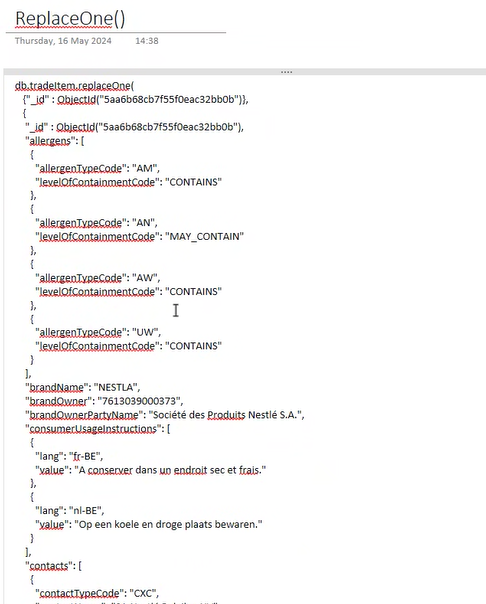 ReplaceOne()
Thursday, 16 May 2024 14:38
db.tradeItem.replaceOne(
{"_id" : ObjectId("5aa6b68cb7f55f0eac32bb0b")},
{
"_id" : ObjectId("5aa6b68cb7f55f0eac32bb0b"),
"allergens": [
{
"allergenTypeCode": "AM",
"levelOfContainmentCode": "CONTAINS"
},
{
"allergenTypeCode": "AN",
"levelOfContainmentCode": "MAY_CONTAIN"
},
{
"allergenTypeCode": "AW",
"levelOfContainmentCode": "CONTAINS"
},
{
"allergenTypeCode": "UW",
"levelOfContainmentCode": "CONTAINS"
}
],
"brandName": "NESTLA",
"brandOwner": "7613039000373",
"brandOwnerPartyName": "Société des Produits Nestlé S.A.",
"consumerUsageInstructions": [
{
"lang": "fr-BE",
"value": "A conserver dans un endroit sec et frais."
},
{
"lang": "nl-BE",
"value": "Op een koele en droge plaats bewaren."
}
],
"contacts": [
{
"contactTypeCode": "CXC",